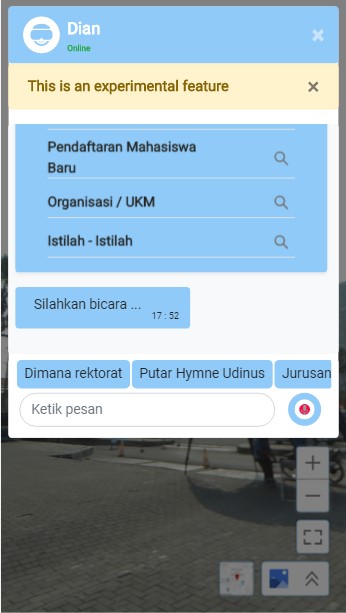 Dian
Online
This is an experimental feature
Pendaftaran Mahasiswa
Baru
Organisasi / UKM
Istilah - Istilah
Silahkan bicara ...
17 : 52
Dimana rektorat
Putar Hymne Udinus
Jurusan
Ketik pesan